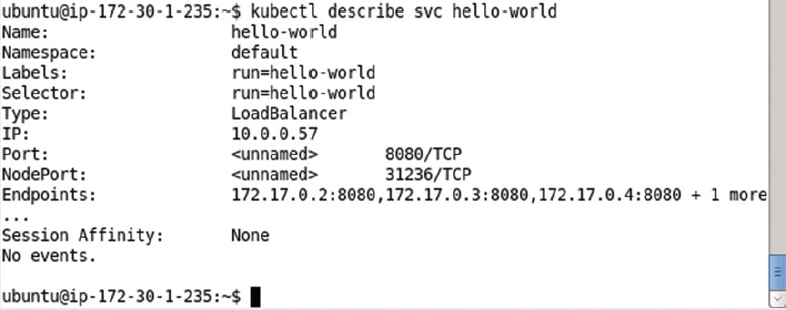 ubuntu@ip-172-30-1-235:~$ kubectl describe svc hello-world
Name: hello-world
Namespace: default
Labels: run=hello-world
Selector: run=hello-world
Type: LoadBalancer
IP: 10.0.0.57
Port: <unnamed> 8080/TCP
NodePort: <unnamed> 31236/TCP
Endpoints: 172.17.0.2:8080,172.17.0.3:8080,172.17.0.4:8080 + 1 more
...
Session Affinity: None
No events.
ubuntu@ip-172-30-1-235:~$